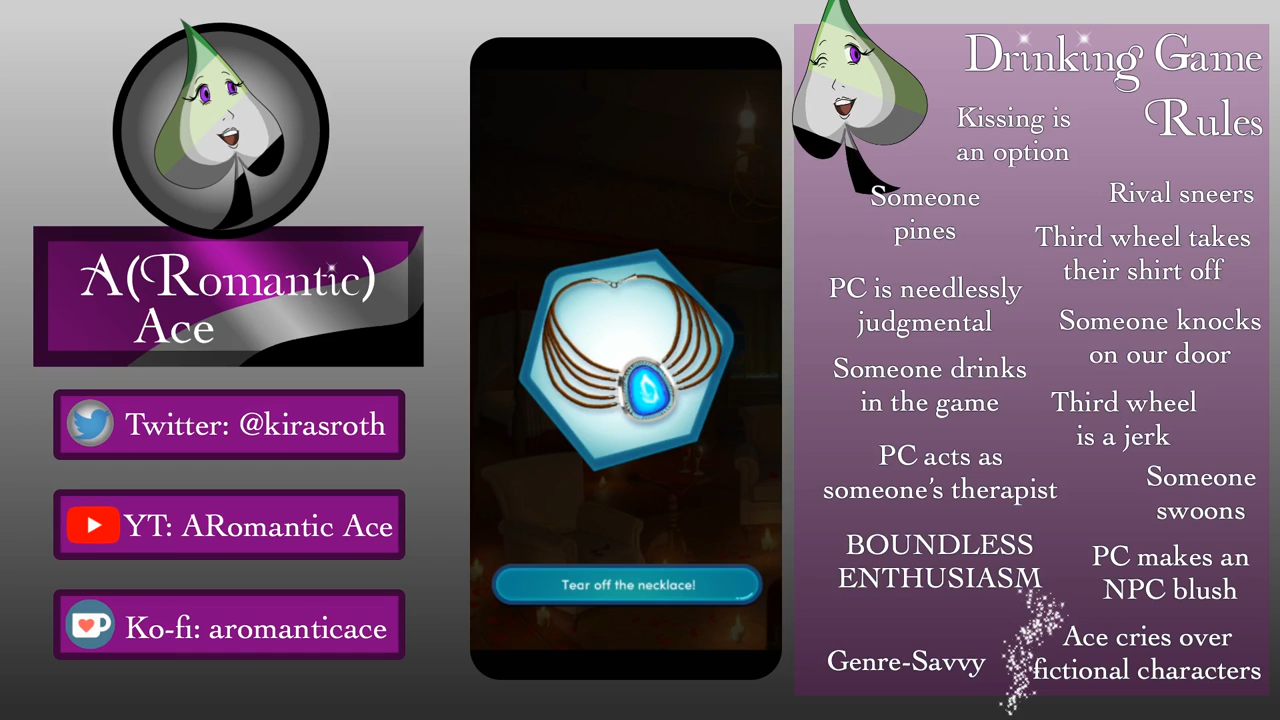 A(Romantic)
Ace
Twitter: @kirasroth
YT: ARomantic Ace
Ko-fi: aromanticace
Tear off the necklace!
Drinking Game
Rules
Kissing is
an option
Someone
pines
Rival sneers
Third wheel takes
their shirt off
PC is needlessly
judgmental
Someone knocks
on our door
Someone drinks
in the game
Third wheel
is a jerk
PC acts as
someone's therapist
Someone
swoons
BOUNDLESS
ENTHUSIASM
PC makes an
NPC blush
Genre-Savvy
Ace cries over
fictional characters